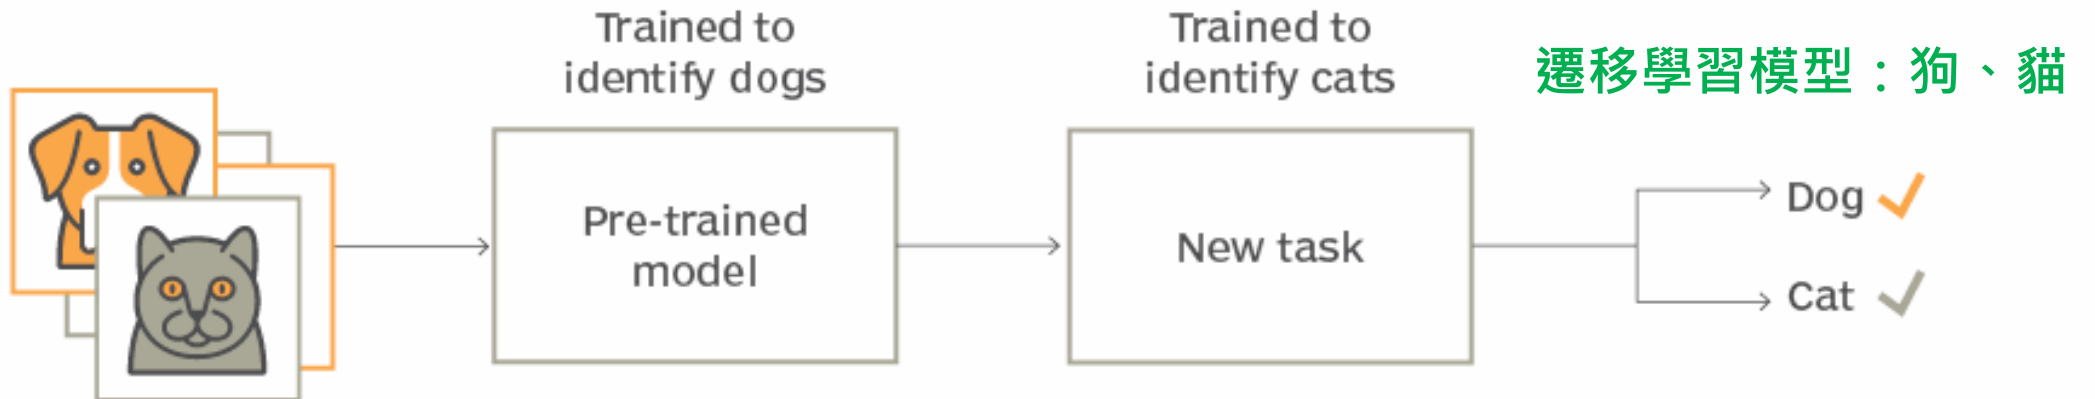 Trained to
identify dogs
Trained to
identify cats
遷移學習模型：狗、貓
Pre-trained
model
New task
Dog
Cat